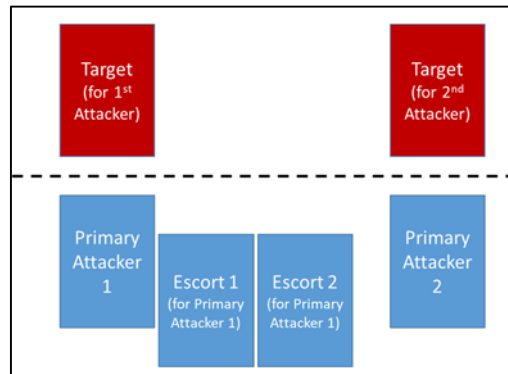 Target
(for 1st
Attacker)
Target
(for 2nd
Attacker)
Primary
Attacker
1
Escort 1
(for Primary
Attacker 1)
Escort 2
(for Primary
Attacker 1)
Primary
Attacker
2